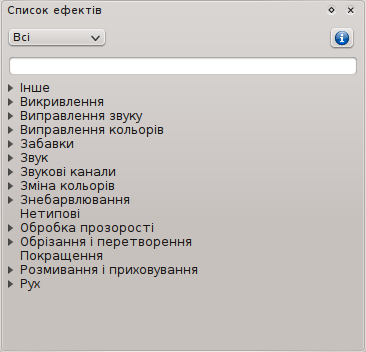 Список ефектів
Всі
Інше
Викривлення
Виправлення звуку
Виправлення кольорів
Забавки
Звук
Звукові канали
Зміна кольорів
Знебарвлювання
Нетипові
Обробка прозорості
Обрізання і перетворення
Покращення
Розмивання і приховування
Рух